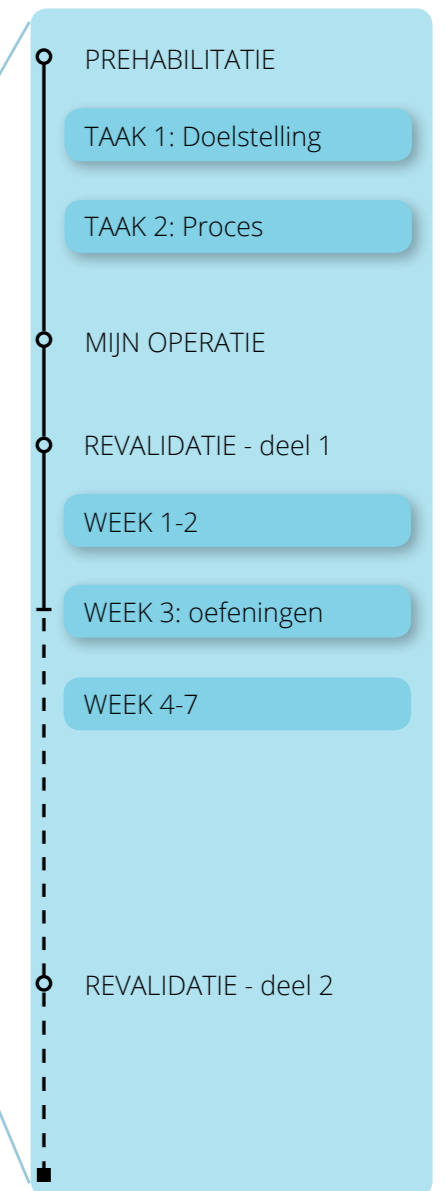 PREHABILITATIE
TAAK 1: Doelstelling
TAAK 2: Proces
MIJN OPERATIE
REVALIDATIE - deel 1
WEEK 1-2
WEEK 3: oefeningen
WEEK 4-7
REVALIDATIE - deel 2